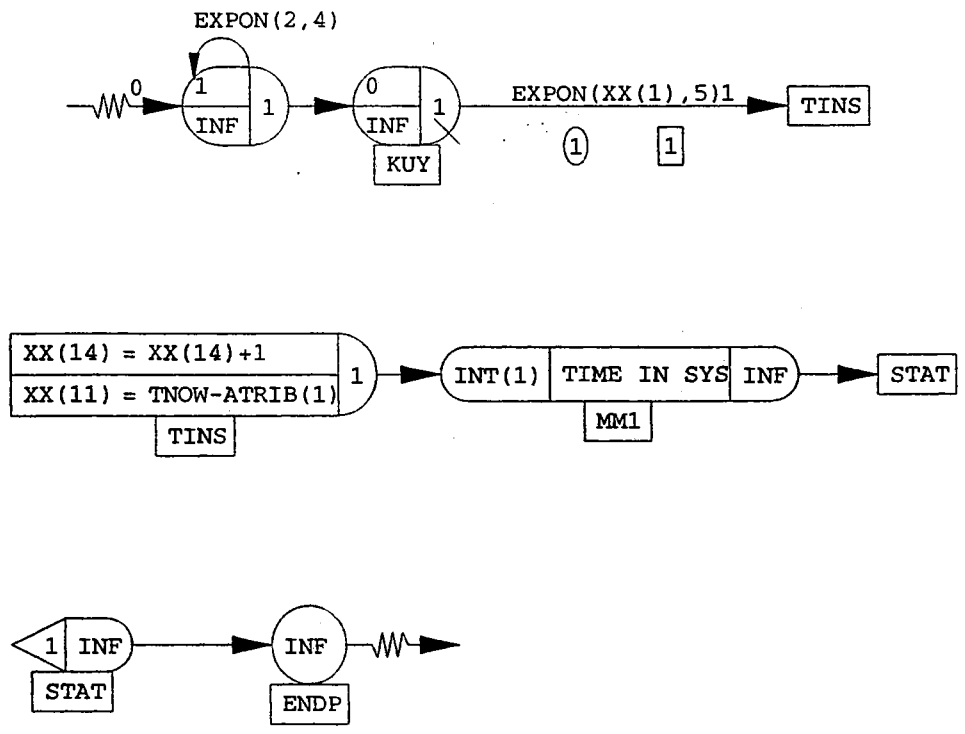 EXPON(2,4)
0
1
INF
1
0
INF
1
KUY
EXPON(XX(1),5)1
1
1
TINS
XX(14) = XX(14)+1
XX(11) = TNOW-ATRIB(1)
1
TINS
INT(1)
TIME IN SYS
INF
MM1
STAT
1
INF
STAT
INF
ENDP